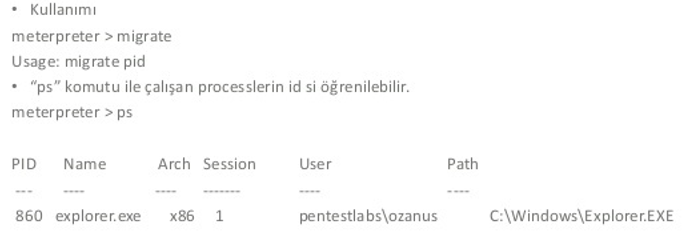 • Kullanımı
meterpreter > migrate
Usage: migrate pid
• “ps” komutu ile çalışan processlerin id si öğrenilebilir.
meterpreter > ps
PID Name Arch Session User Path
--- ---- ---- ------- ---- ----
860 explorer.exe x86 1 pentestlabs\ozanus C:\Windows\Explorer.EXE